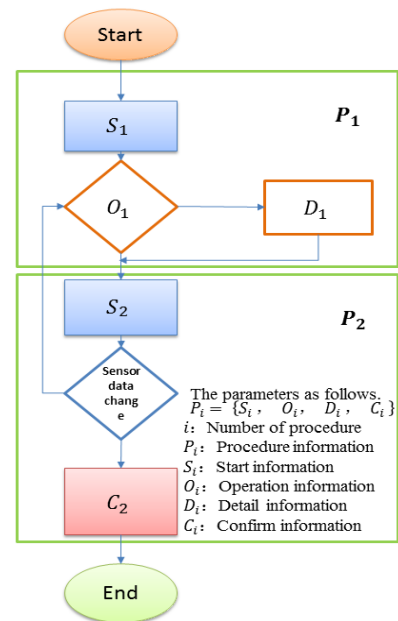 Start
S₁
P₁
O₁
D₁
S₂
P₂
Sensor
data
chang
e
The parameters as follows.
Pᵢ = {Sᵢ , Oᵢ , Dᵢ , Cᵢ }
i: Number of procedure
Pᵢ: Procedure information
Sᵢ: Start information
Oᵢ: Operation information
Dᵢ: Detail information
Cᵢ: Confirm information
C₂
End